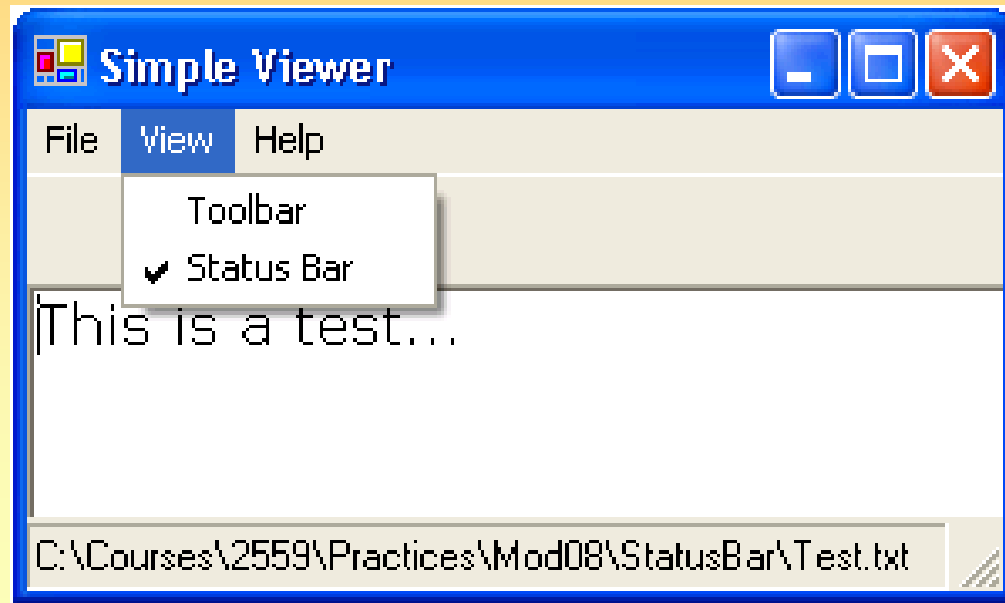 Simple Viewer
File View Help
Toolbar
Status Bar
This is a test...
C:\Courses\2559\Practices\Mod08\StatusBar\Test.txt